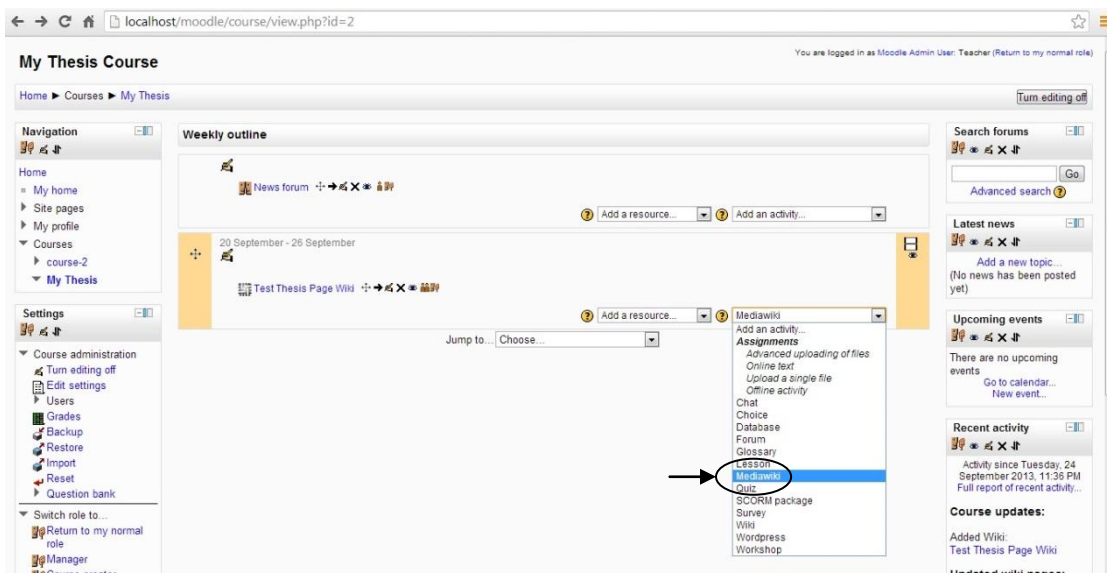 localhost/moodle/course/view.php?id=2
My Thesis Course
You are logged in as Moodle Admin User: Teacher (Return to my normal role)
Home ► Courses ► My Thesis
Turn editing off
Navigation
Home
My home
Site pages
My profile
Courses
course-2
My Thesis
Settings
Course administration
Turn editing off
Edit settings
Users
Grades
Backup
Restore
Import
Reset
Question bank
Switch role to...
Return to my normal
role
Manager
Weekly outline
News forum
Add a resource...
Add an activity...
20 September - 26 September
Test Thesis Page Wiki
Add a resource...
Mediawiki
Jump to...
Choose...
Add an activity...
Assignments
Advanced uploading of files
Online text
Upload a single file
Offline activity
Chat
Choice
Database
Forum
Glossary
Lesson
Mediawiki
Quiz
SCORM package
Survey
Wiki
Wordpress
Workshop
Search forums
Go
Advanced search
Latest news
Add a new topic...
(No news has been posted
yet)
Upcoming events
There are no upcoming
events
Go to calendar...
New event...
Recent activity
Activity since Tuesday, 24
September 2013, 11:36 PM
Full report of recent activity...
Course updates:
Added Wiki:
Test Thesis Page Wiki